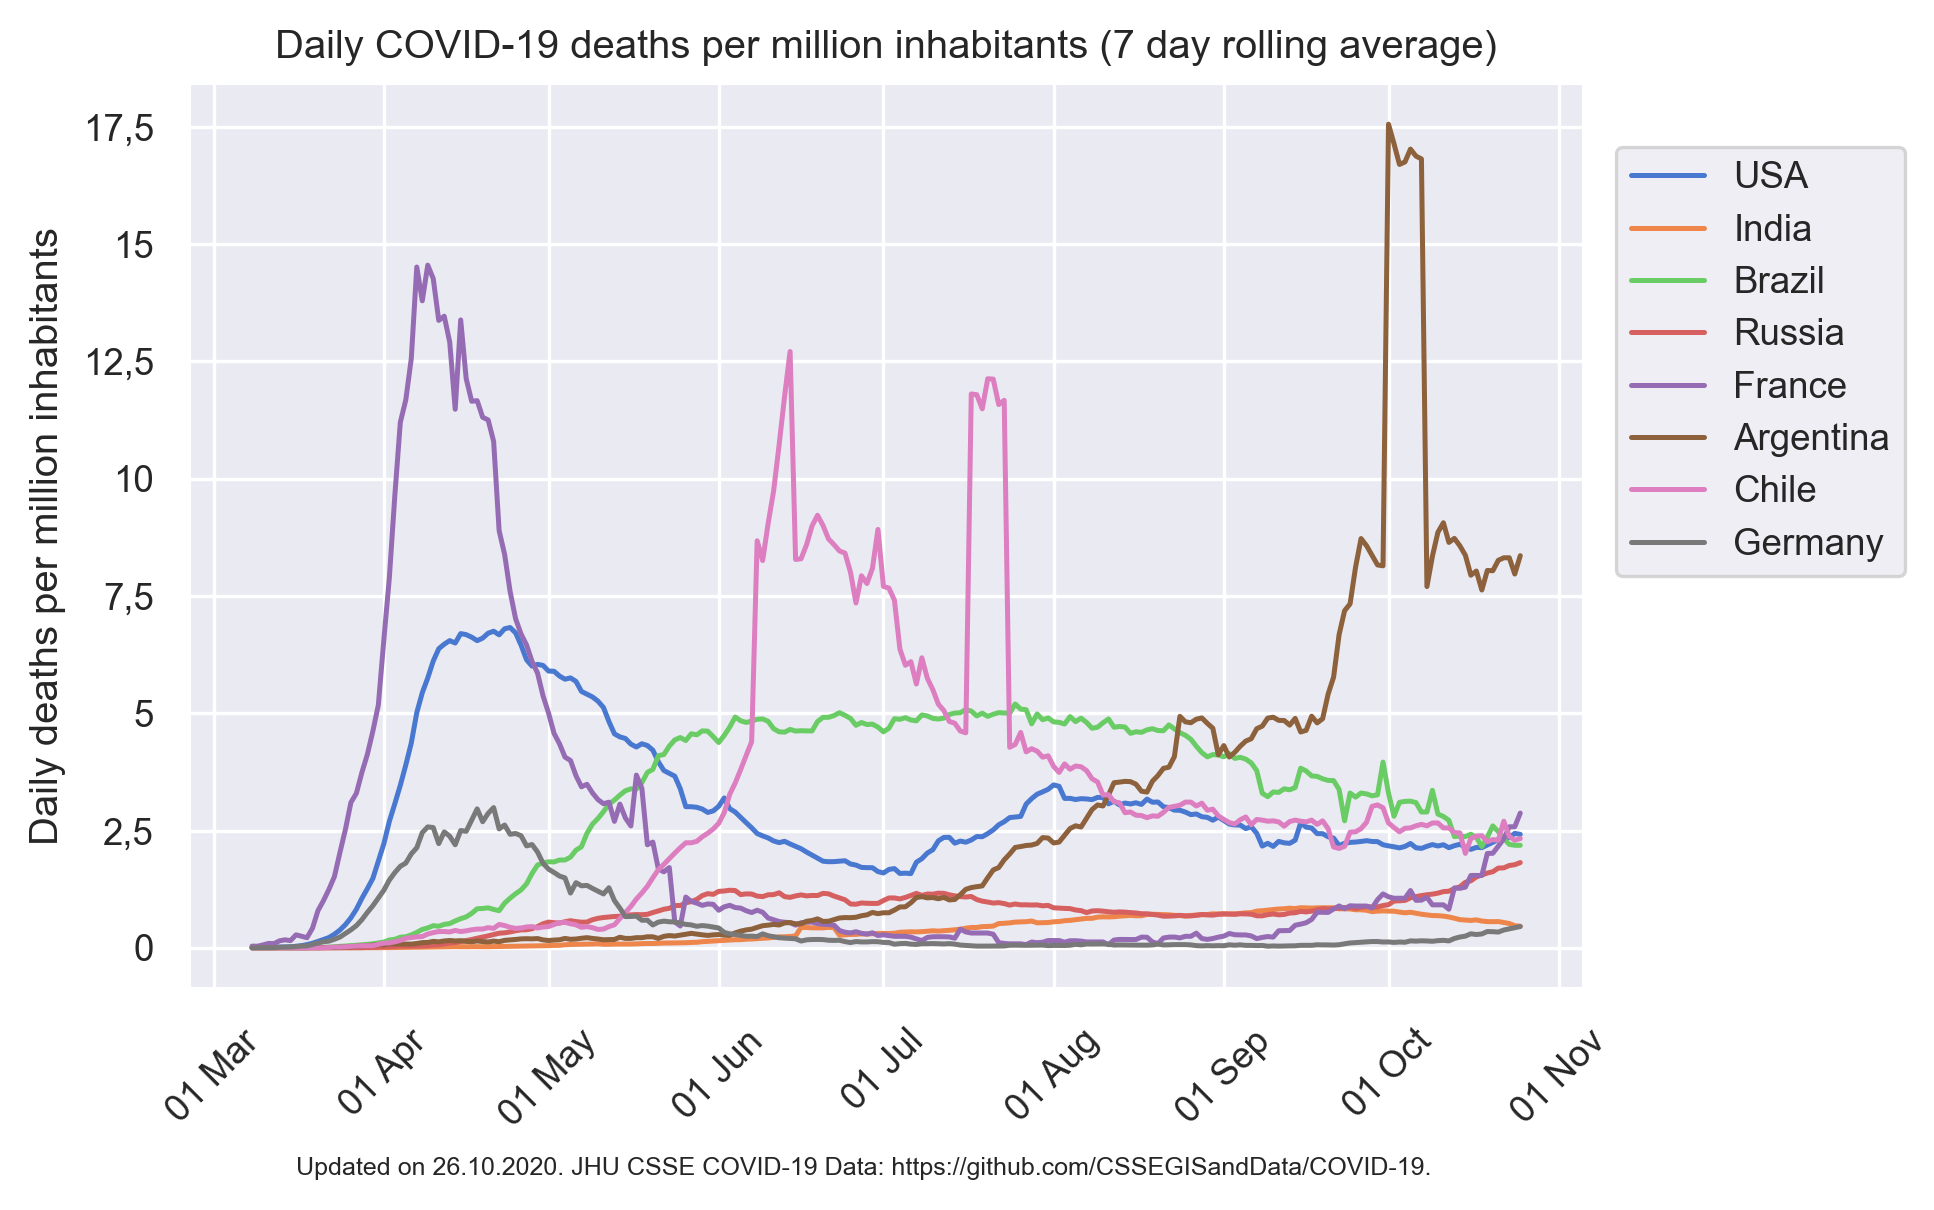 Daily COVID-19 deaths per million inhabitants (7 day rolling average)
Daily deaths per million inhabitants
17,5
15
12,5
10
7,5
5
2,5
0
01 Mar
01 Apr
01 May
01 Jun
01 Jul
01 Aug
01 Sep
01 Oct
01 Nov
USA
India
Brazil
Russia
France
Argentina
Chile
Germany
Updated on 26.10.2020. JHU CSSE COVID-19 Data: https://github.com/CSSEGISandData/COVID-19.